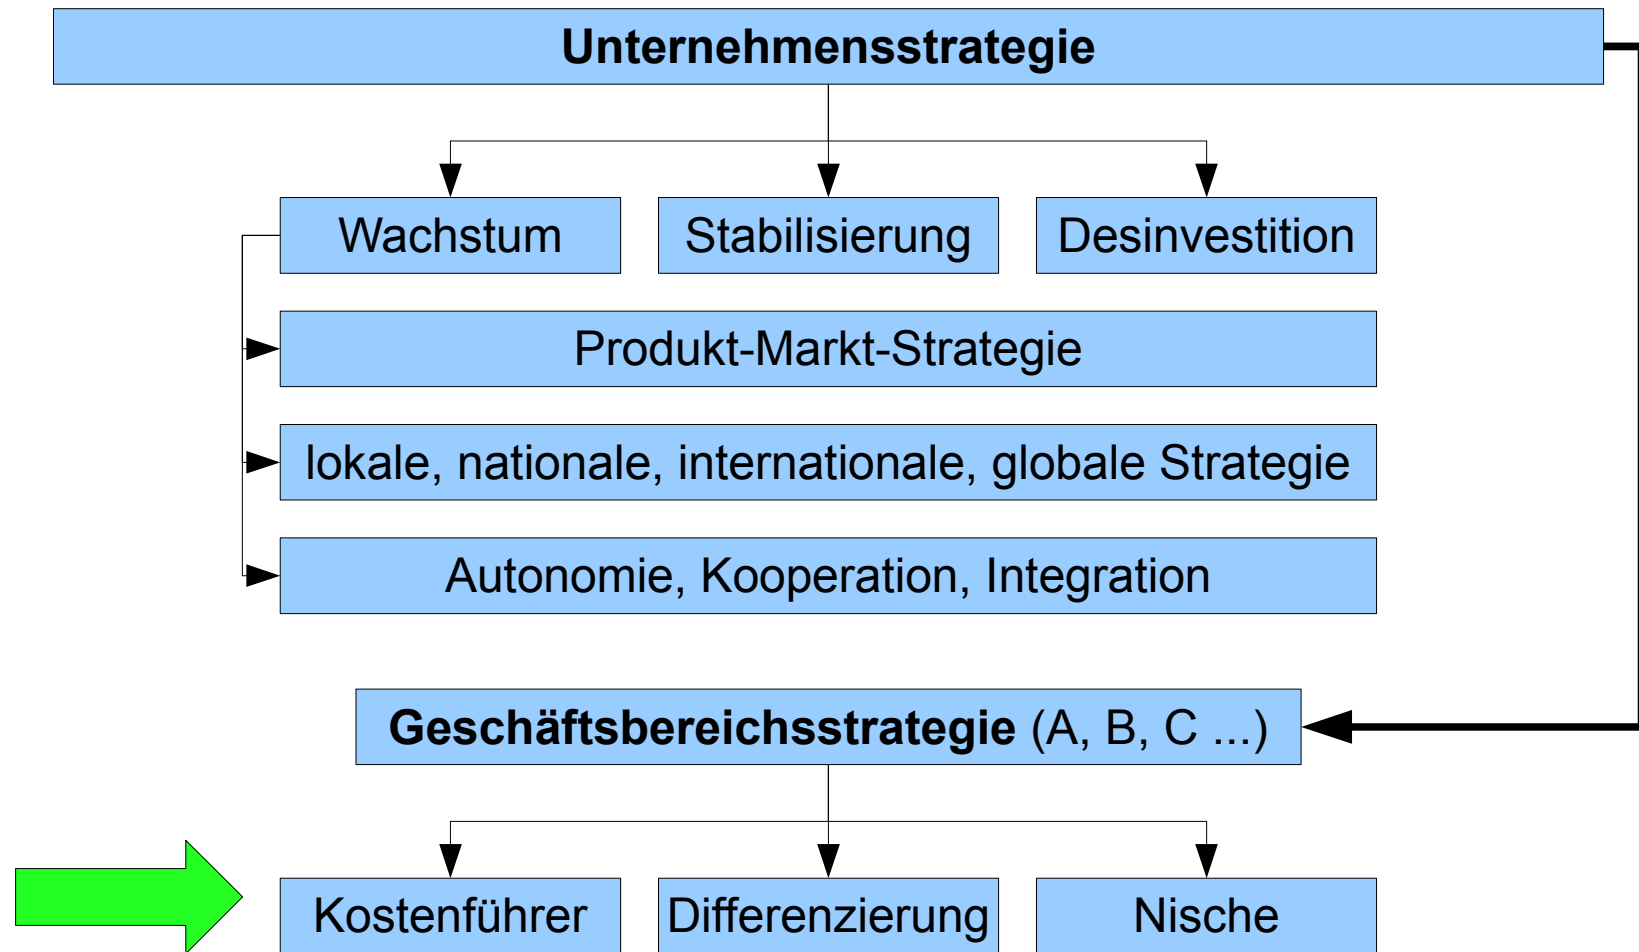 Unternehmensstrategie
Wachstum
Stabilisierung
Desinvestition
Produkt-Markt-Strategie
lokale, nationale, internationale, globale Strategie
Autonomie, Kooperation, Integration
Geschäftsbereichsstrategie (A, B, C ...)
Kostenführer
Differenzierung
Nische